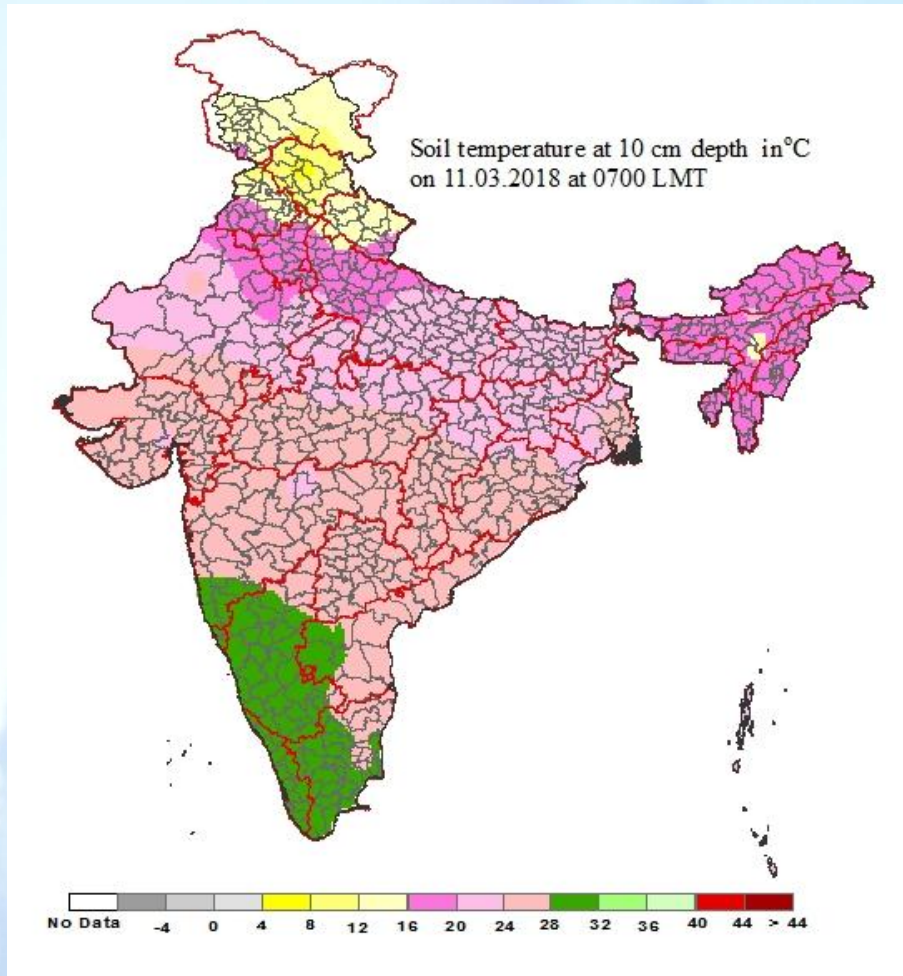 Soil temperature at 10 cm depth in°C
on 11.03.2018 at 0700 LMT
No Data -4 0 4 8 12 16 20 24 28 32 36 40 44 > 44